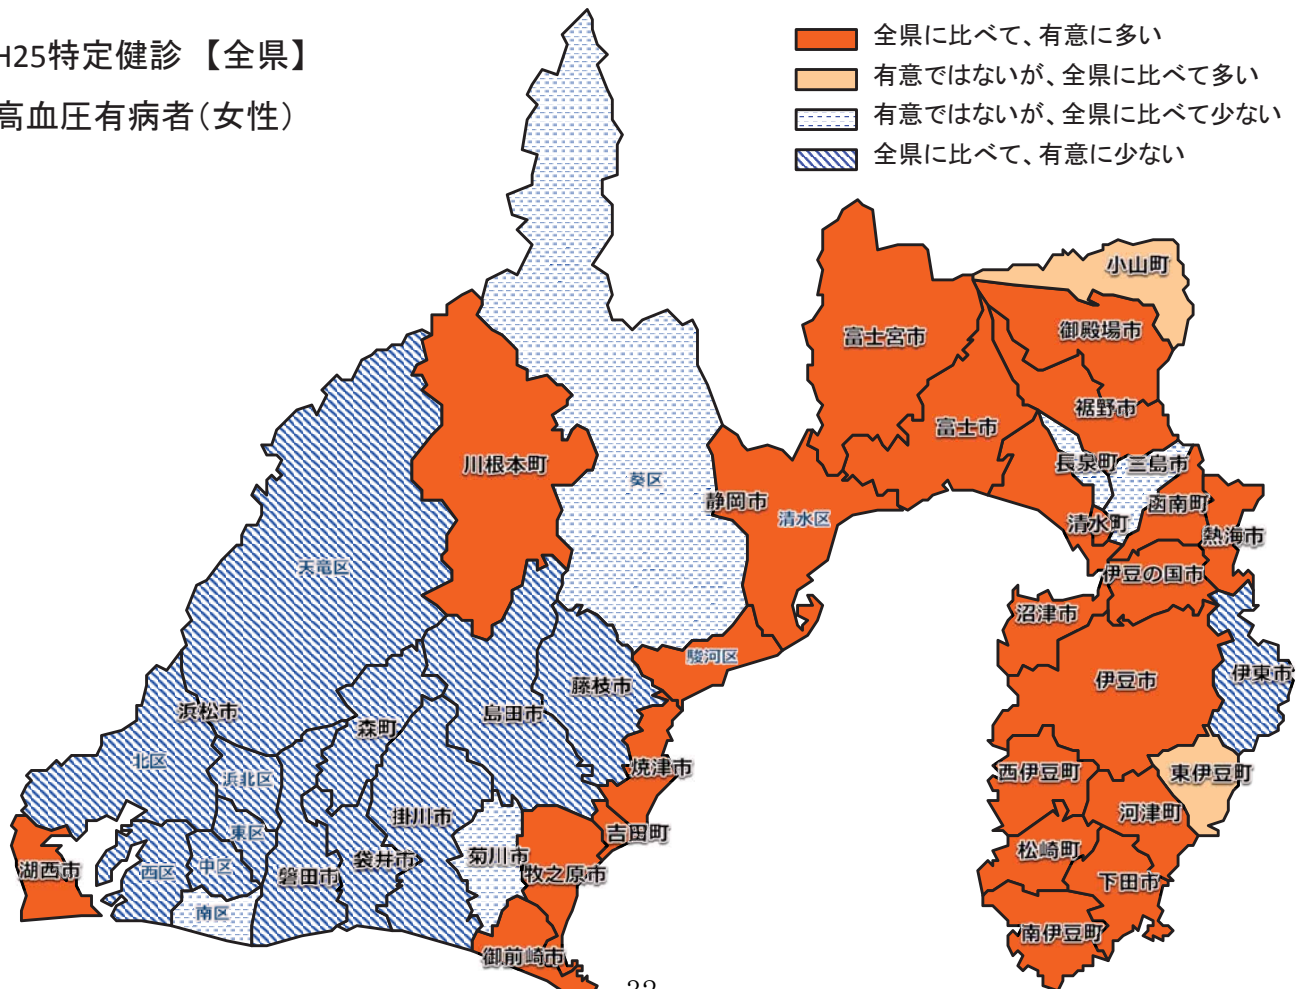 H25特定健診 【全県】
高血圧有病者(女性)
全県に比べて、有意に多い
有意ではないが、全県に比べて多い
有意ではないが、全県に比べて少ない
全県に比べて、有意に少ない
小山町
御殿場市
富士宮市
裾野市
富士市
長泉町
三島市
川根本町
葵区
静岡市
清水区
函南町
清水町
熱海市
天竜区
伊豆の国市
沼津市
駿河区
伊東市
伊豆市
藤枝市
浜松市
島田市
森町
北区
浜北区
焼津市
西伊豆町
東伊豆町
河津町
掛川市
東区
吉田町
湖西市
西区
中区
磐田市
袋井市
菊川市
牧之原市
松崎町
下田市
南区
南伊豆町
御前崎市
22